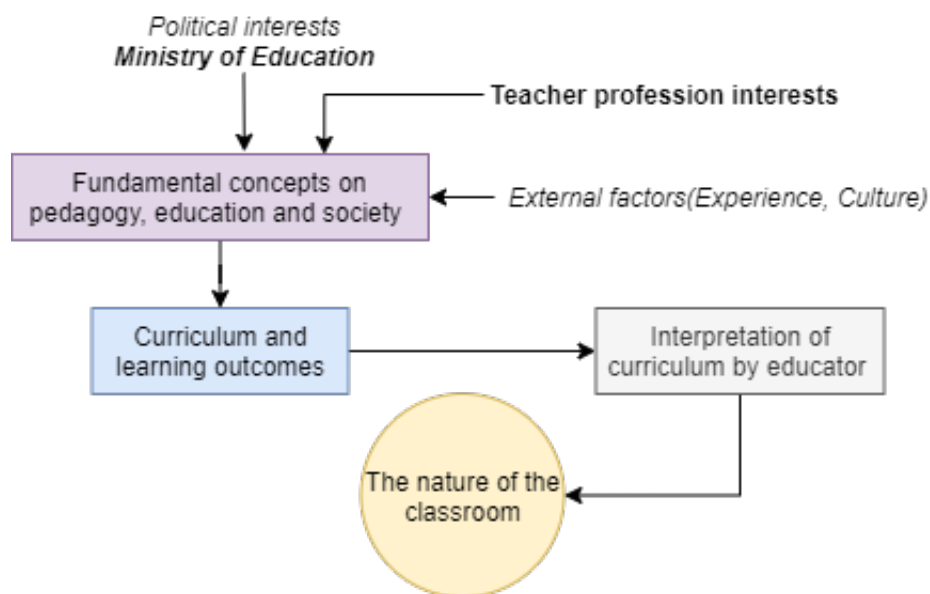 Political interests
Ministry of Education
Teacher profession interests
Fundamental concepts on
pedagogy, education and society
External factors(Experience, Culture)
Curriculum and
learning outcomes
Interpretation of
curriculum by educator
The nature of the
classroom